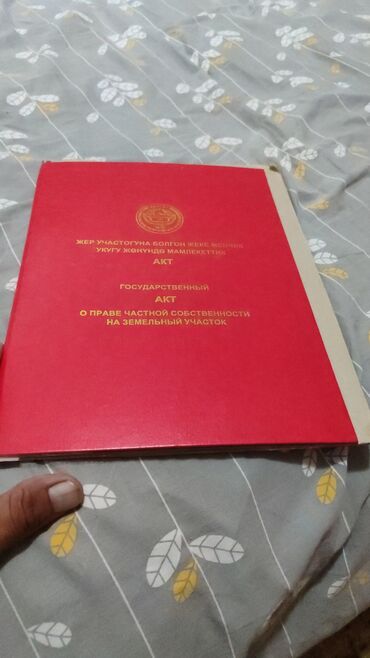 ЖЕР УЧАСТОГУНА БОЛГОН ЖЕКЕ МЕНЧИК
УКУГУ ЖӨНҮНДӨ МАМЛЕКЕТТИК
АКТ
ГОСУДАРСТВЕННЫЙ
АКТ
О ПРАВЕ ЧАСТНОЙ СОБСТВЕННОСТИ
НА ЗЕМЕЛЬНЫЙ УЧАСТОК